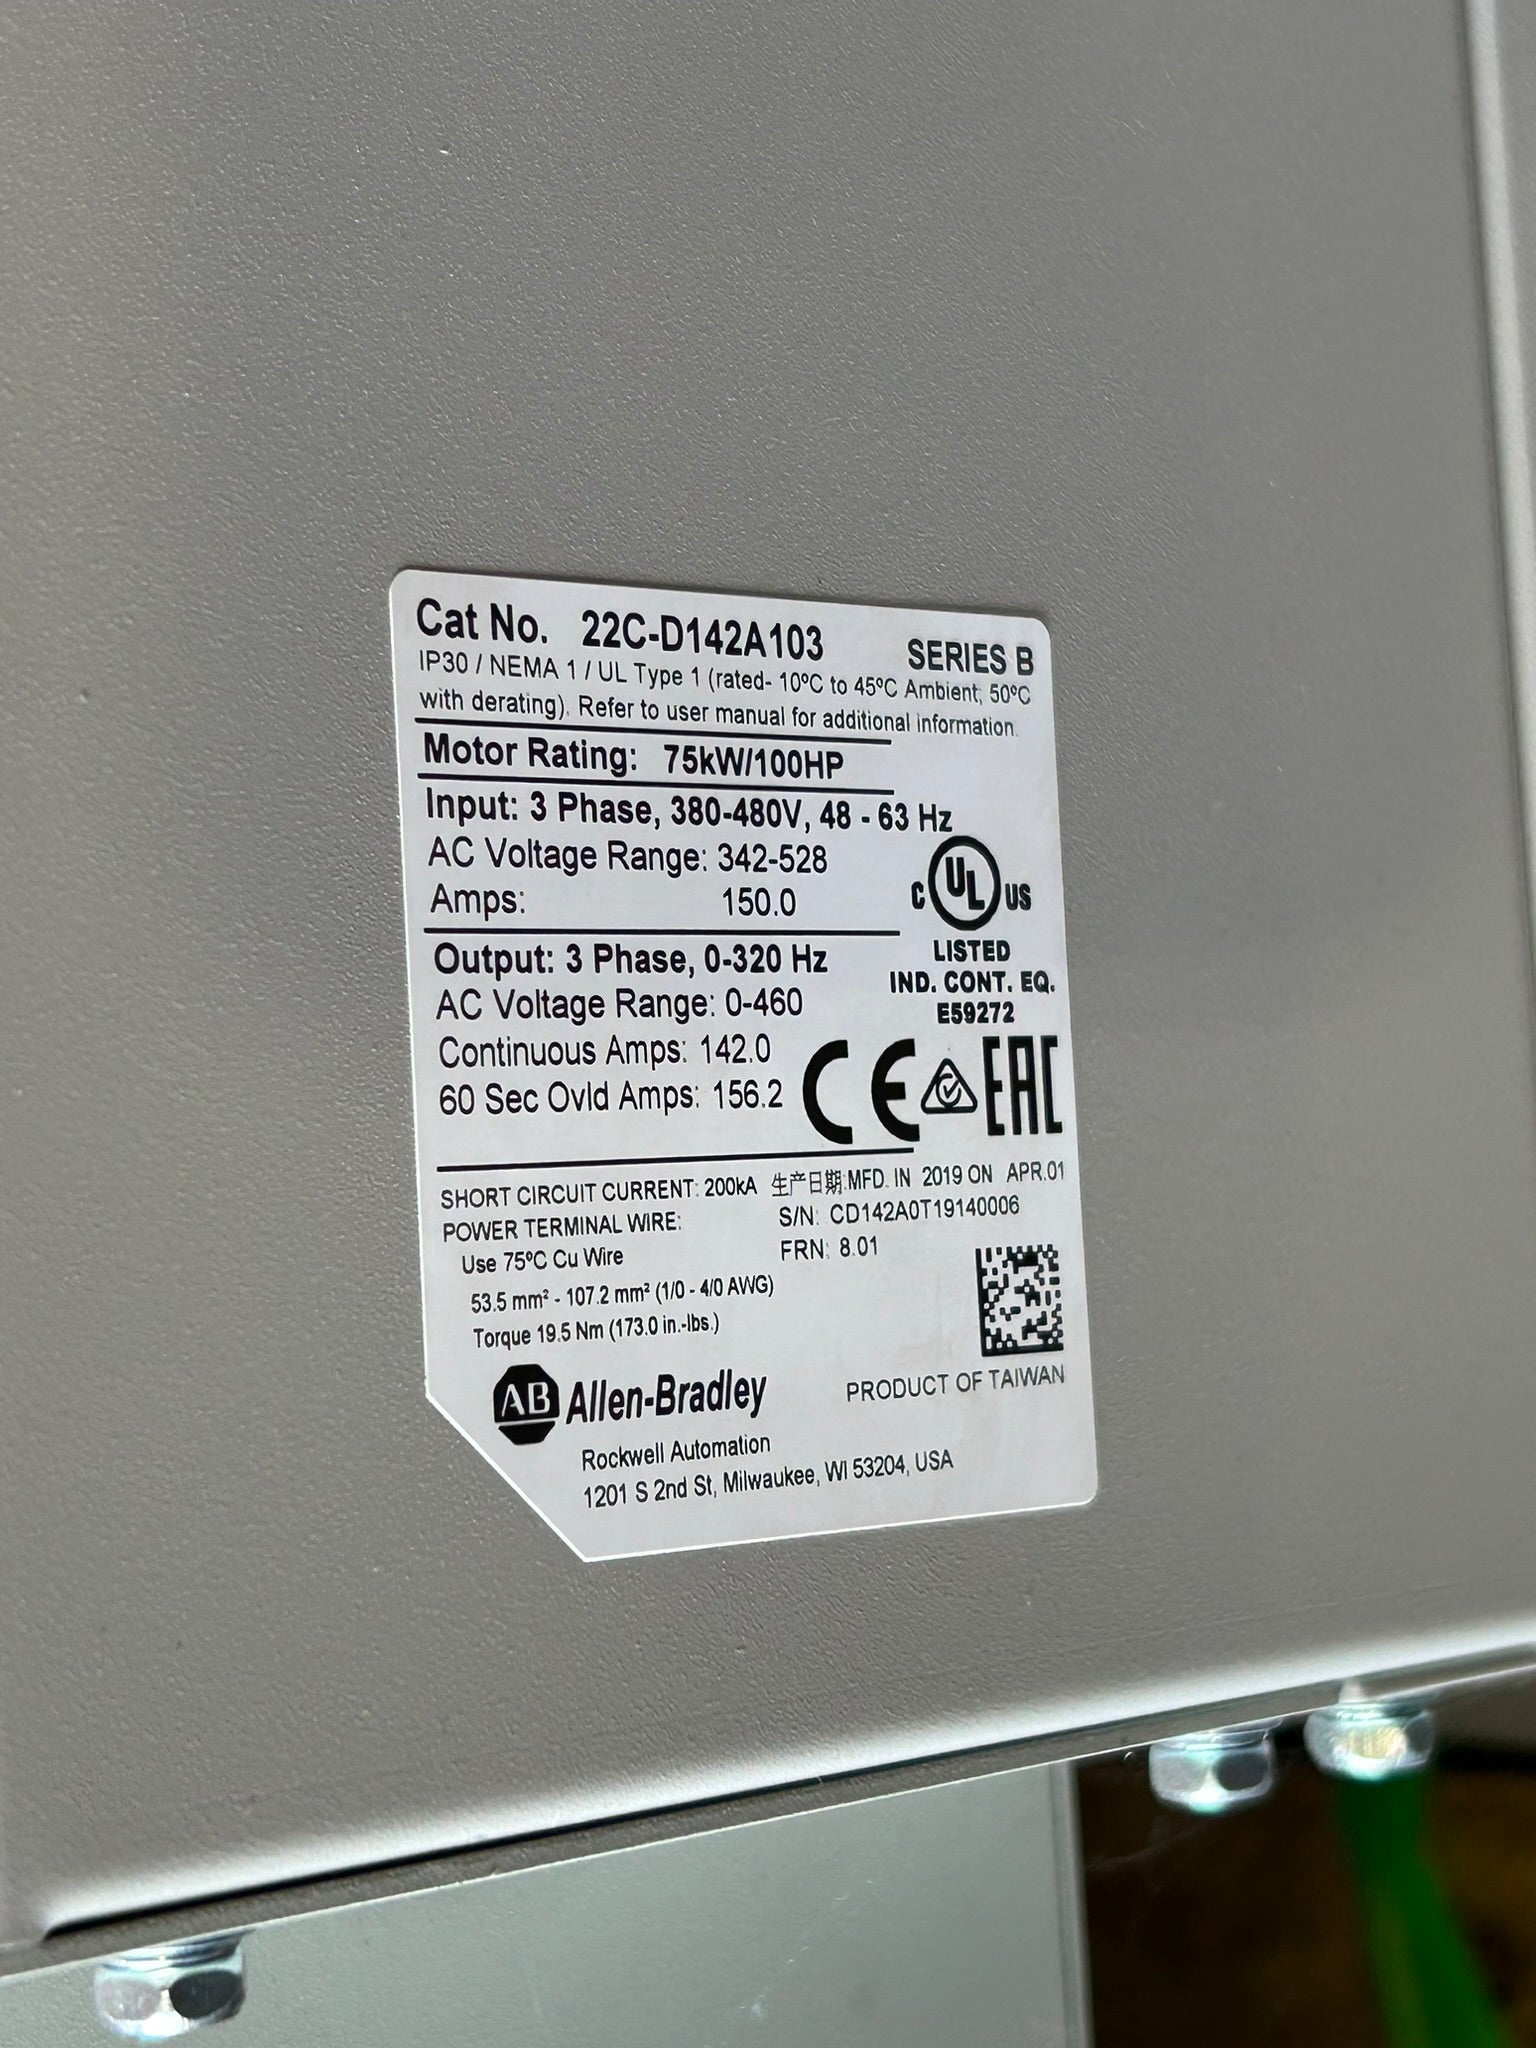 Cat No. 22C-D142A103 SERIES B
IP30 / NEMA 1 / UL Type 1 (rated- 10ºC to 45ºC Ambient, 50ºC
with derating). Refer to user manual for additional information.
Motor Rating: 75kW/100HP
Input: 3 Phase, 380-480V, 48 - 63 Hz
AC Voltage Range: 342-528
Amps: 150.0
C UL US
LISTED
IND. CONT. EQ.
E59272
Output: 3 Phase, 0-320 Hz
AC Voltage Range: 0-460
Continuous Amps: 142.0
60 Sec Ovld Amps: 156.2
CE EAC
SHORT CIRCUIT CURRENT: 200kA 生产日期:MFD. IN 2019 ON APR.01
POWER TERMINAL WIRE: S/N: CD142A0T19140006
Use 75ºC Cu Wire FRN: 8.01
53.5 mm² - 107.2 mm² (1/0 - 4/0 AWG)
Torque 19.5 Nm (173.0 in.-lbs.)
AB Allen-Bradley PRODUCT OF TAIWAN
Rockwell Automation
1201 S 2nd St, Milwaukee, WI 53204, USA